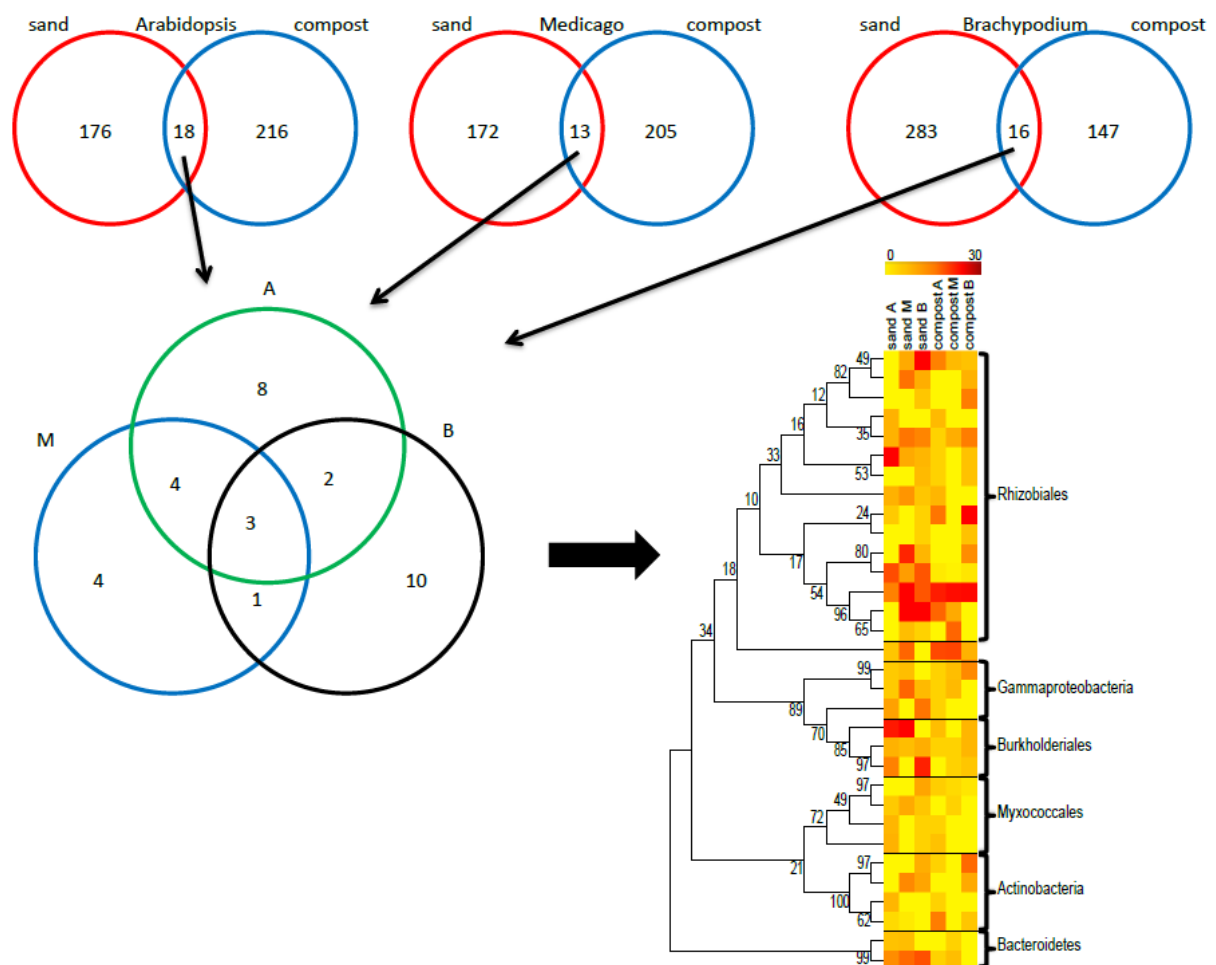 sand Arabidopsis compost
176 18 216
sand Medicago compost
172 13 205
sand Brachypodium compost
283 16 147
A
8
M
B
4
2
3
4
1
10
0 30
sand A
sand M
sand B
compost A
compost M
compost B
49
82
12
16
35
33
53
10
24
17
80
18
54
96
65
34
99
89
70
85
97
97
49
72
21
97
100
62
99
Rhizobiales
Gammaproteobacteria
Burkholderiales
Myxococcales
Actinobacteria
Bacteroidetes